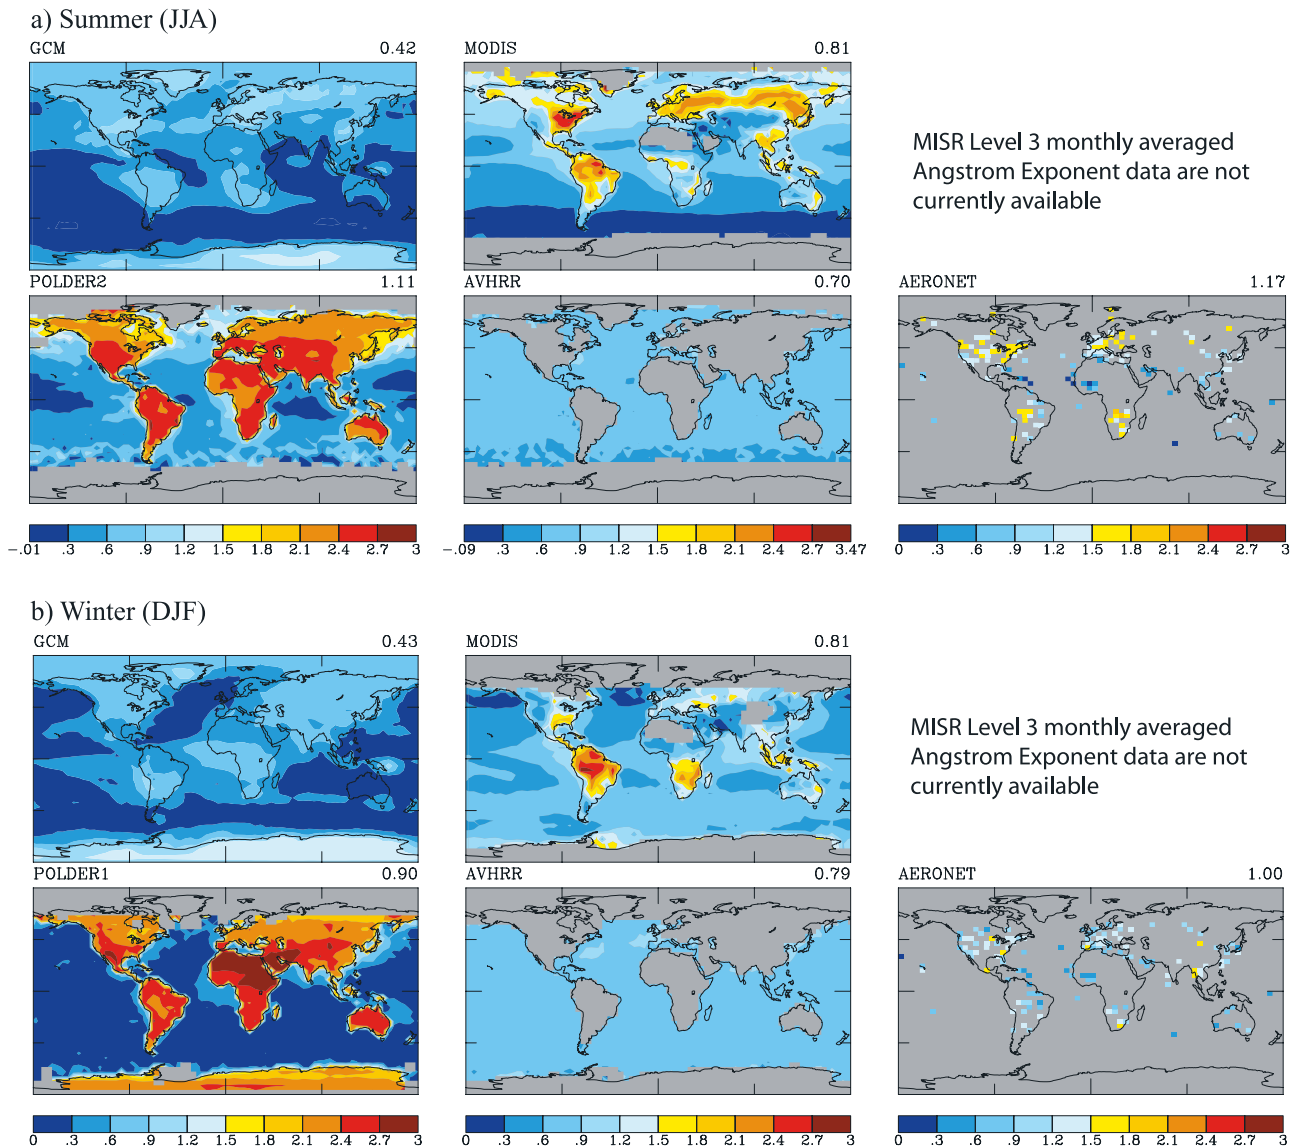 a) Summer (JJA)
GCM 0.42
MODIS 0.81
MISR Level 3 monthly averaged
Angstrom Exponent data are not
currently available
POLDER2 1.11
AVHRR 0.70
AERONET 1.17
-.01 .3 .6 .9 1.2 1.5 1.8 2.1 2.4 2.7 3
-.09 .3 .6 .9 1.2 1.5 1.8 2.1 2.4 2.7 3.47
0 .3 .6 .9 1.2 1.5 1.8 2.1 2.4 2.7 3
b) Winter (DJF)
GCM 0.43
MODIS 0.81
MISR Level 3 monthly averaged
Angstrom Exponent data are not
currently available
POLDER1 0.90
AVHRR 0.79
AERONET 1.00
0 .3 .6 .9 1.2 1.5 1.8 2.1 2.4 2.7 3
0 .3 .6 .9 1.2 1.5 1.8 2.1 2.4 2.7 3
0 .3 .6 .9 1.2 1.5 1.8 2.1 2.4 2.7 3